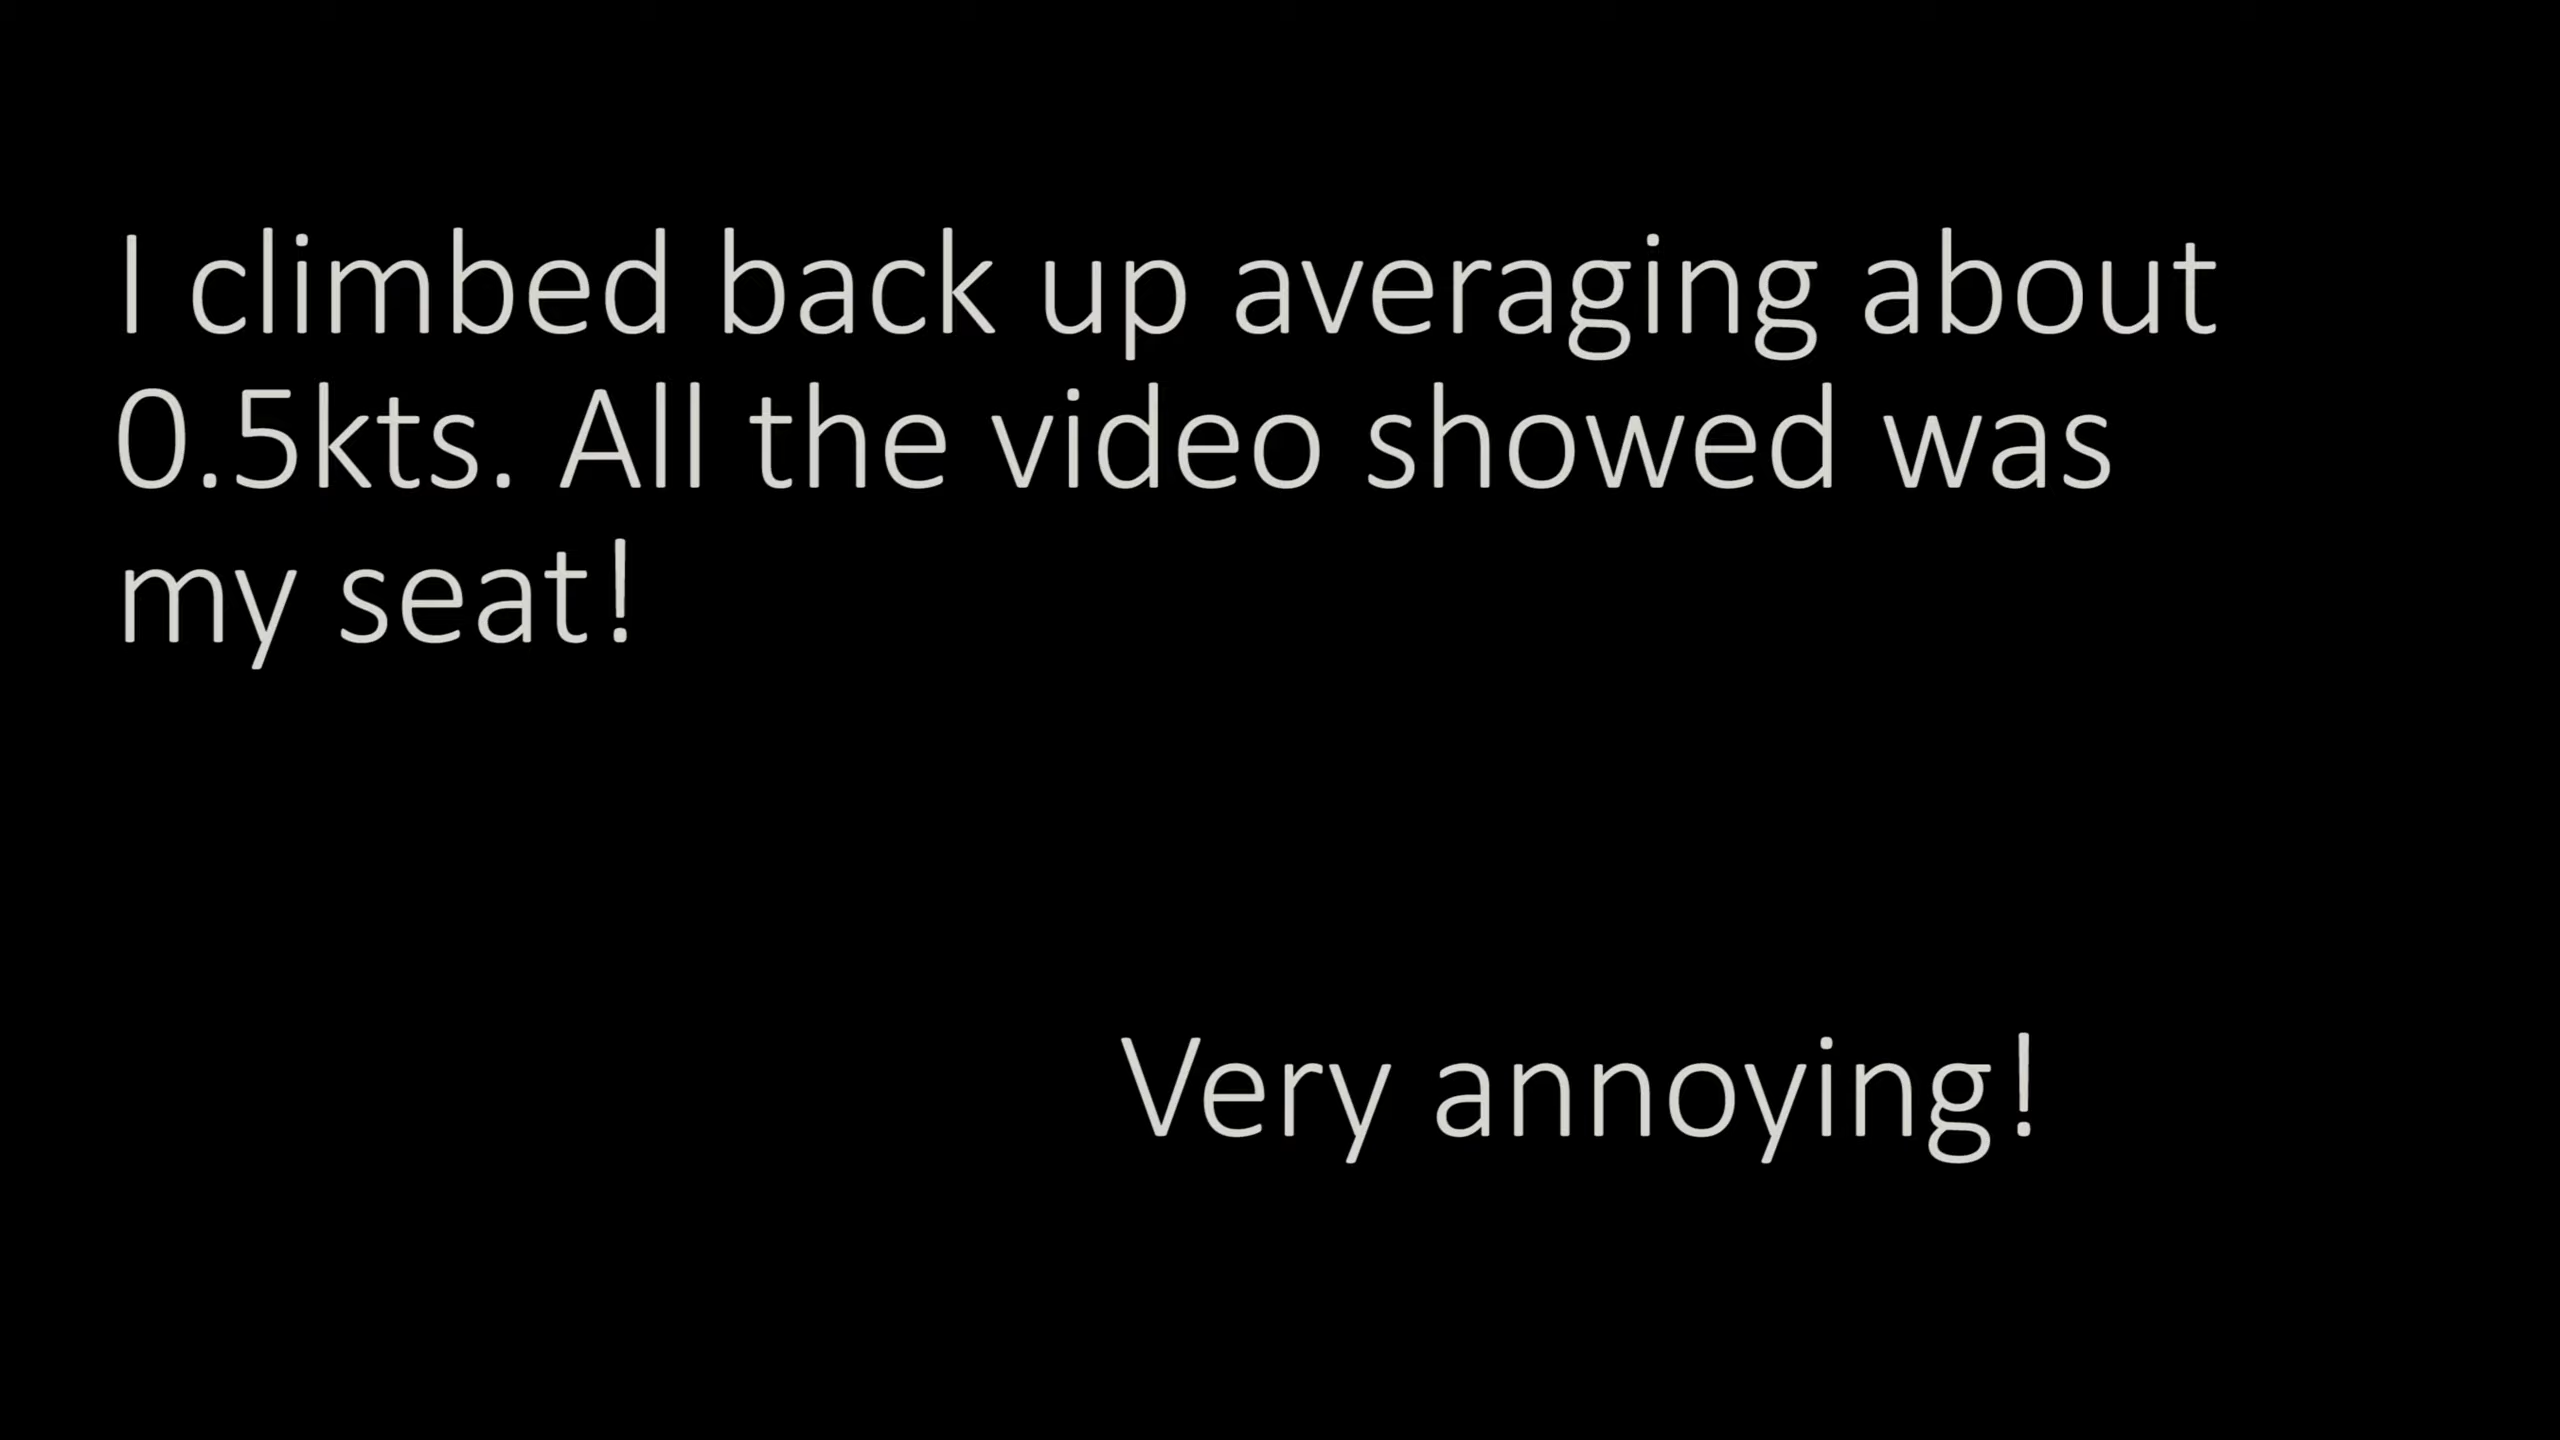 I climbed back up averaging about
0.5kts. All the video showed was
my seat!
Very annoying!